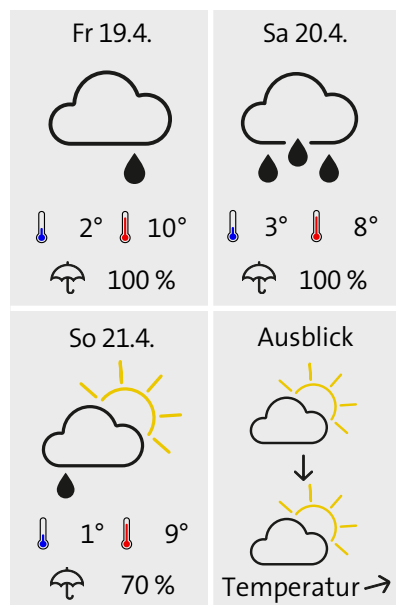 Fr 19.4.
2° 10°
100 %
Sa 20.4.
3° 8°
100 %
So 21.4.
1° 9°
70 %
Ausblick
Temperatur